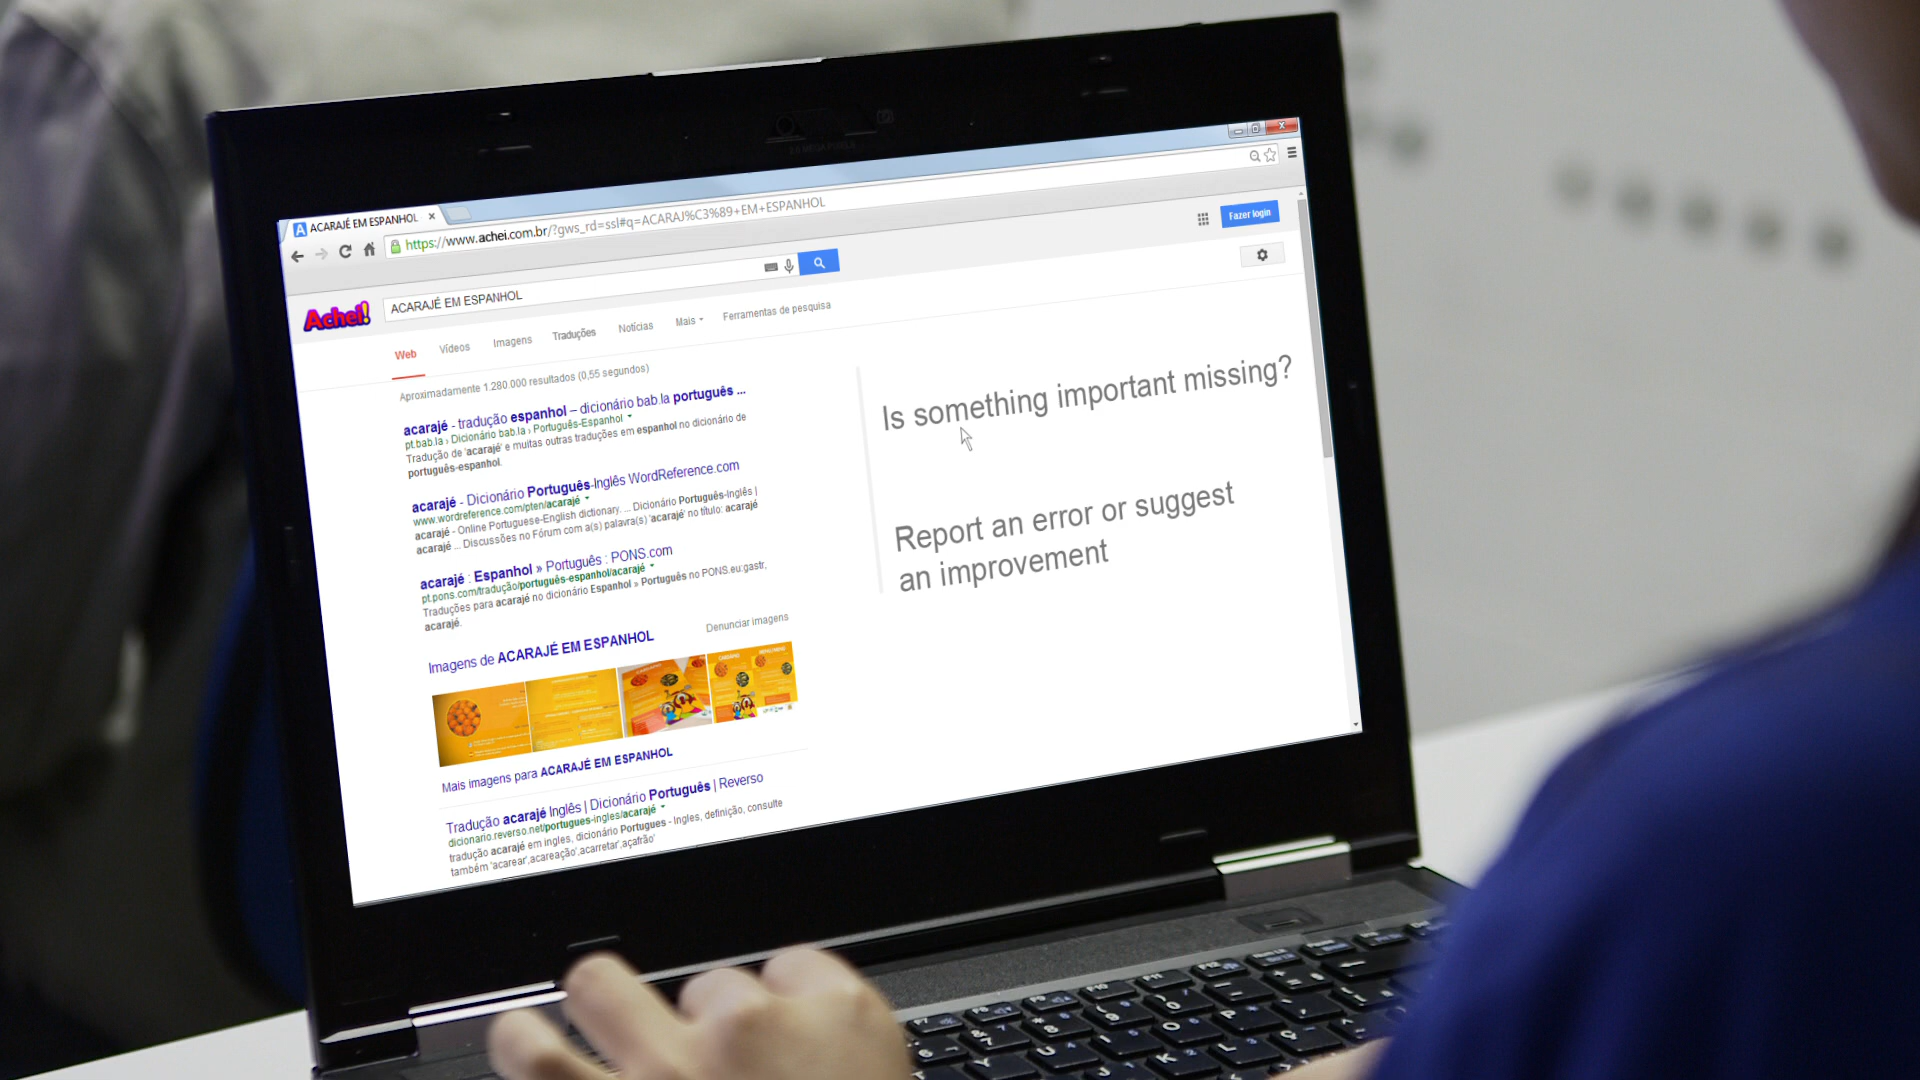 ACARAJÉ EM ESPANHOL
https://www.achei.com.br/?gws_rd=ssl#q=ACARAJ%C3%89+EM+ESPANHOL
Fazer login
Achei!
ACARAJÉ EM ESPANHOL
Web Vídeos Imagens Traduções Notícias Mais Ferramentas de pesquisa
Aproximadamente 1.280.000 resultados (0,55 segundos)
acarajé - tradução espanhol – dicionário bab.la português ...
pt.bab.la › Dicionário bab.la › Português-Espanhol
Tradução de 'acarajé' e muitas outras traduções em espanhol no dicionário de
português-espanhol.
acarajé - Dicionário Português-Inglês WordReference.com
www.wordreference.com/pten/acarajé
acarajé - Online Portuguese-English dictionary. ... Dicionário Português-Inglês |
acarajé ... Discussões no Fórum com a(s) palavra(s) 'acarajé' no título: acarajé
acarajé : Espanhol » Português : PONS.com
pt.pons.com/tradução/português-espanhol/acarajé
Traduções para acarajé no dicionário Espanhol » Português no PONS.eu:gastr,
acarajé.
Imagens de ACARAJÉ EM ESPANHOL
Denunciar imagens
Mais imagens para ACARAJÉ EM ESPANHOL
Tradução acarajé Inglês | Dicionário Português | Reverso
dicionario.reverso.net/portugues-ingles/acarajé
tradução acarajé em ingles, dicionário Portugues - Ingles, definição, consulte
também 'acarear',acareação',acarretar',açafrão'
Is something important missing?
Report an error or suggest
an improvement